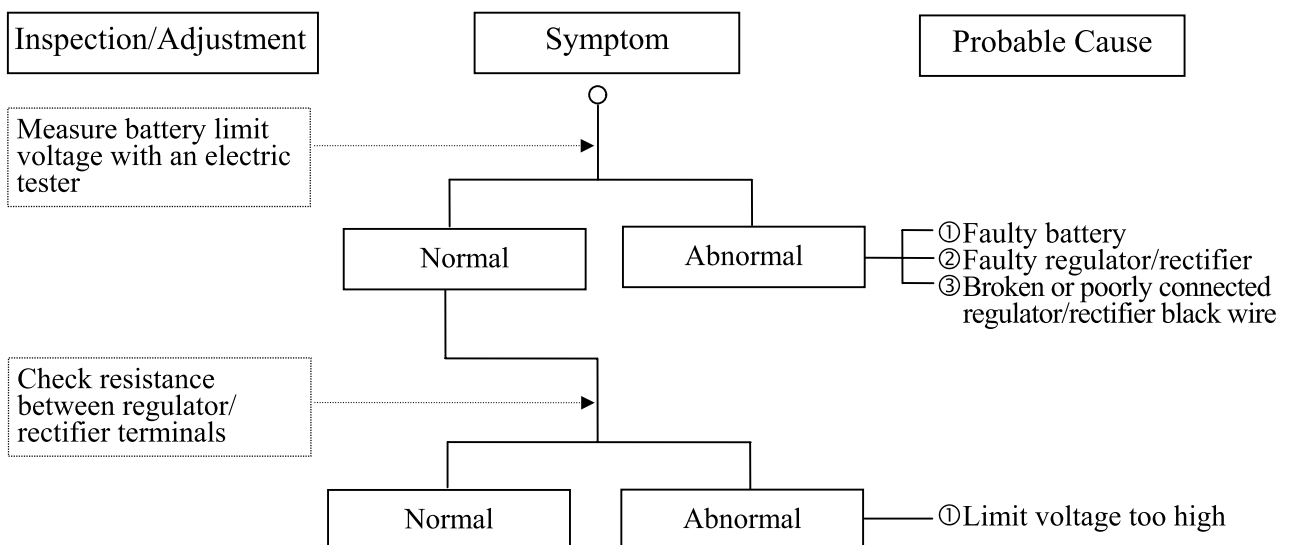 Inspection/Adjustment
Symptom
Probable Cause
Measure battery limit
voltage with an electric
tester
Normal
Abnormal
①Faulty battery
②Faulty regulator/rectifier
③Broken or poorly connected
regulator/rectifier black wire
Check resistance
between regulator/
rectifier terminals
Normal
Abnormal
①Limit voltage too high